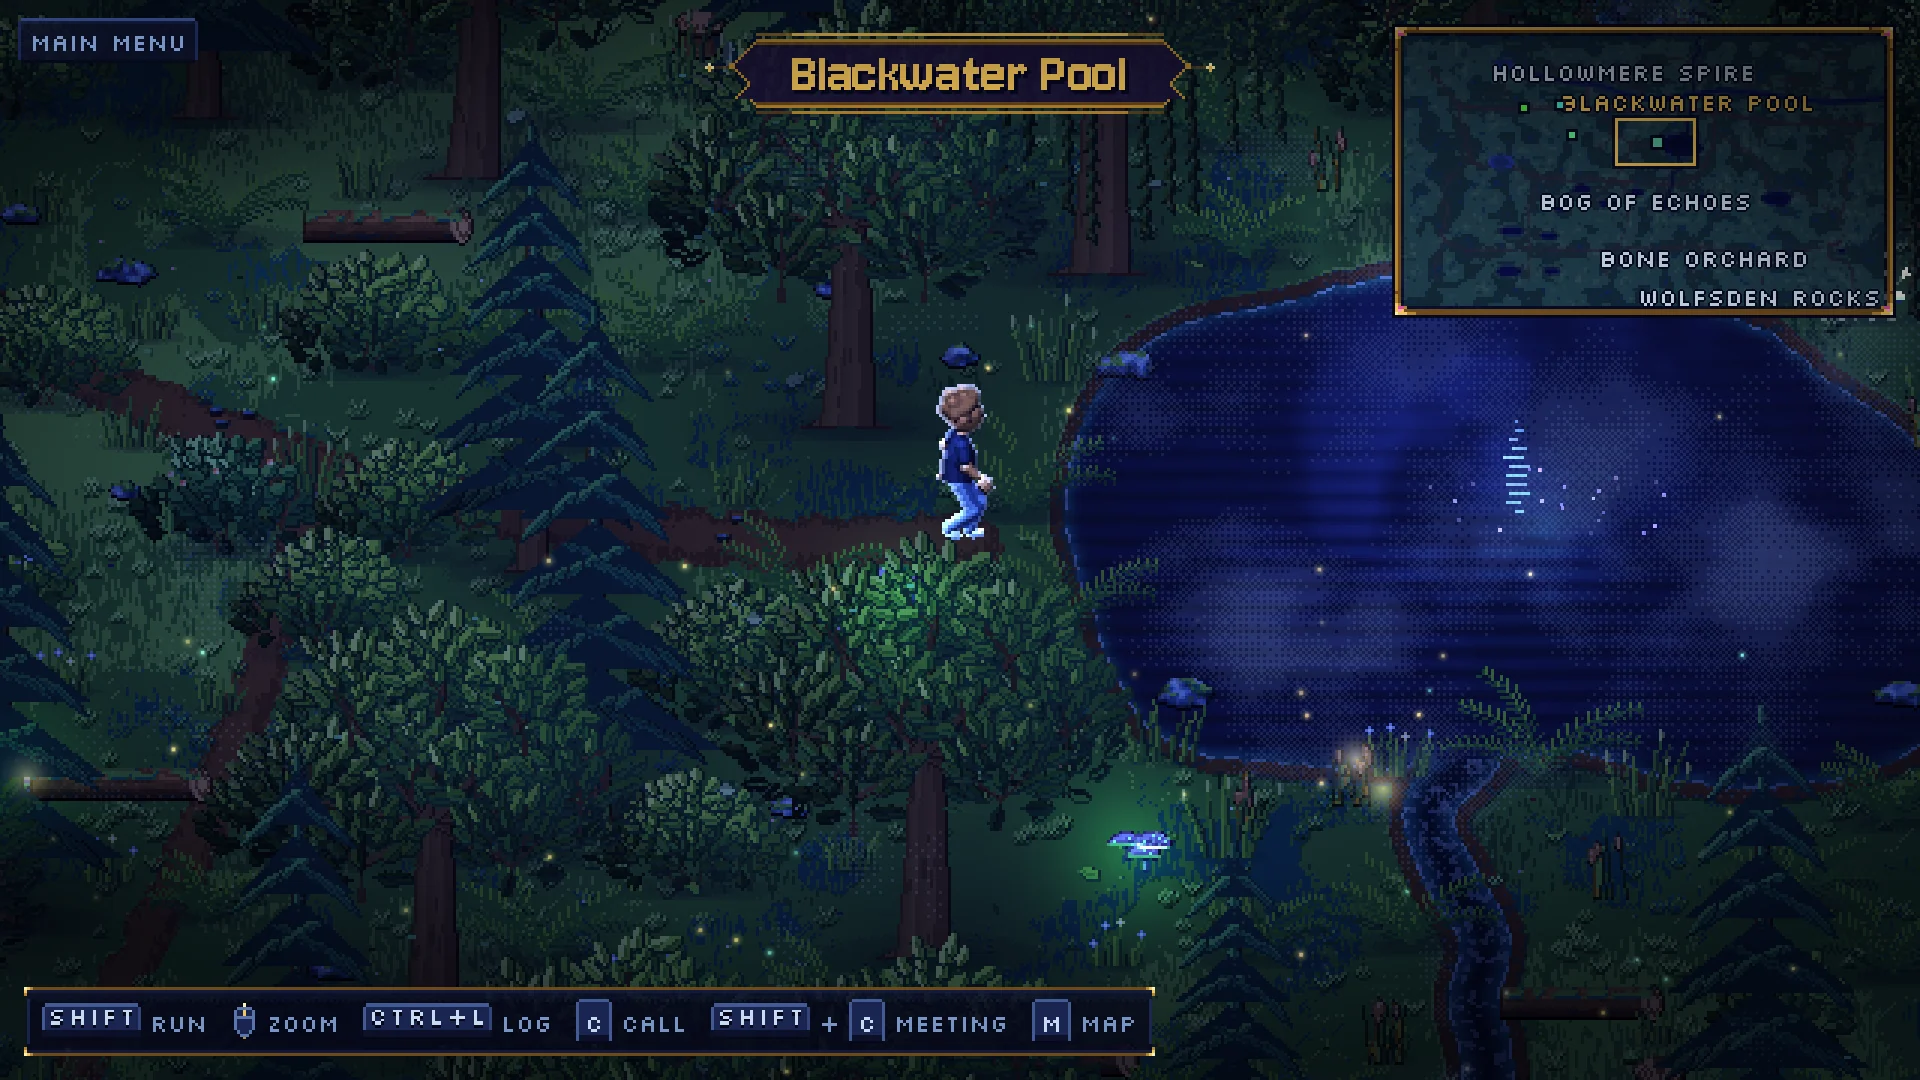 MAIN MENU
Blackwater Pool
HOLLOWMERE SPIRE
BLACKWATER POOL
BOG OF ECHOES
BONE ORCHARD
WOLFSDEN ROCKS
SHIFT RUN ZOOM CTRL+L LOG C CALL SHIFT + C MEETING M MAP